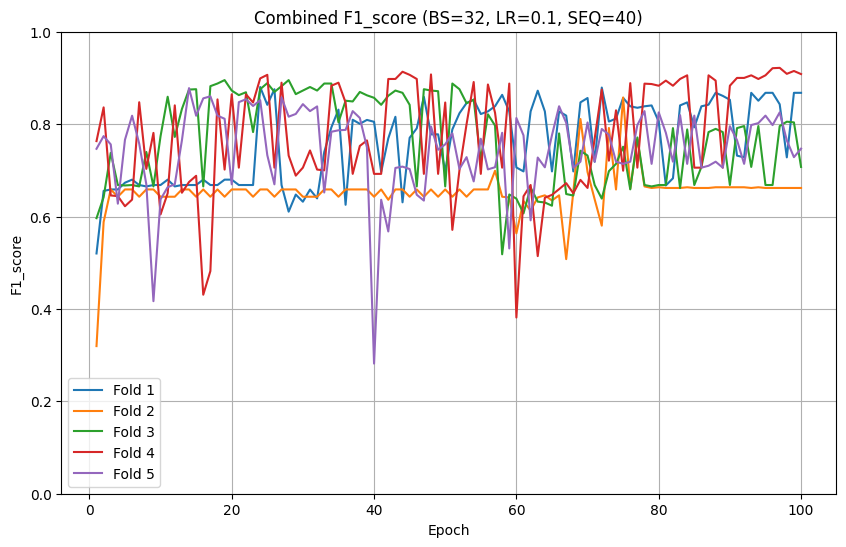 Combined F1_score (BS=32, LR=0.1, SEQ=40)
F1_score
1.0
0.8
0.6
0.4
0.2
0.0
Fold 1
Fold 2
Fold 3
Fold 4
Fold 5
0 20 40 60 80 100
Epoch